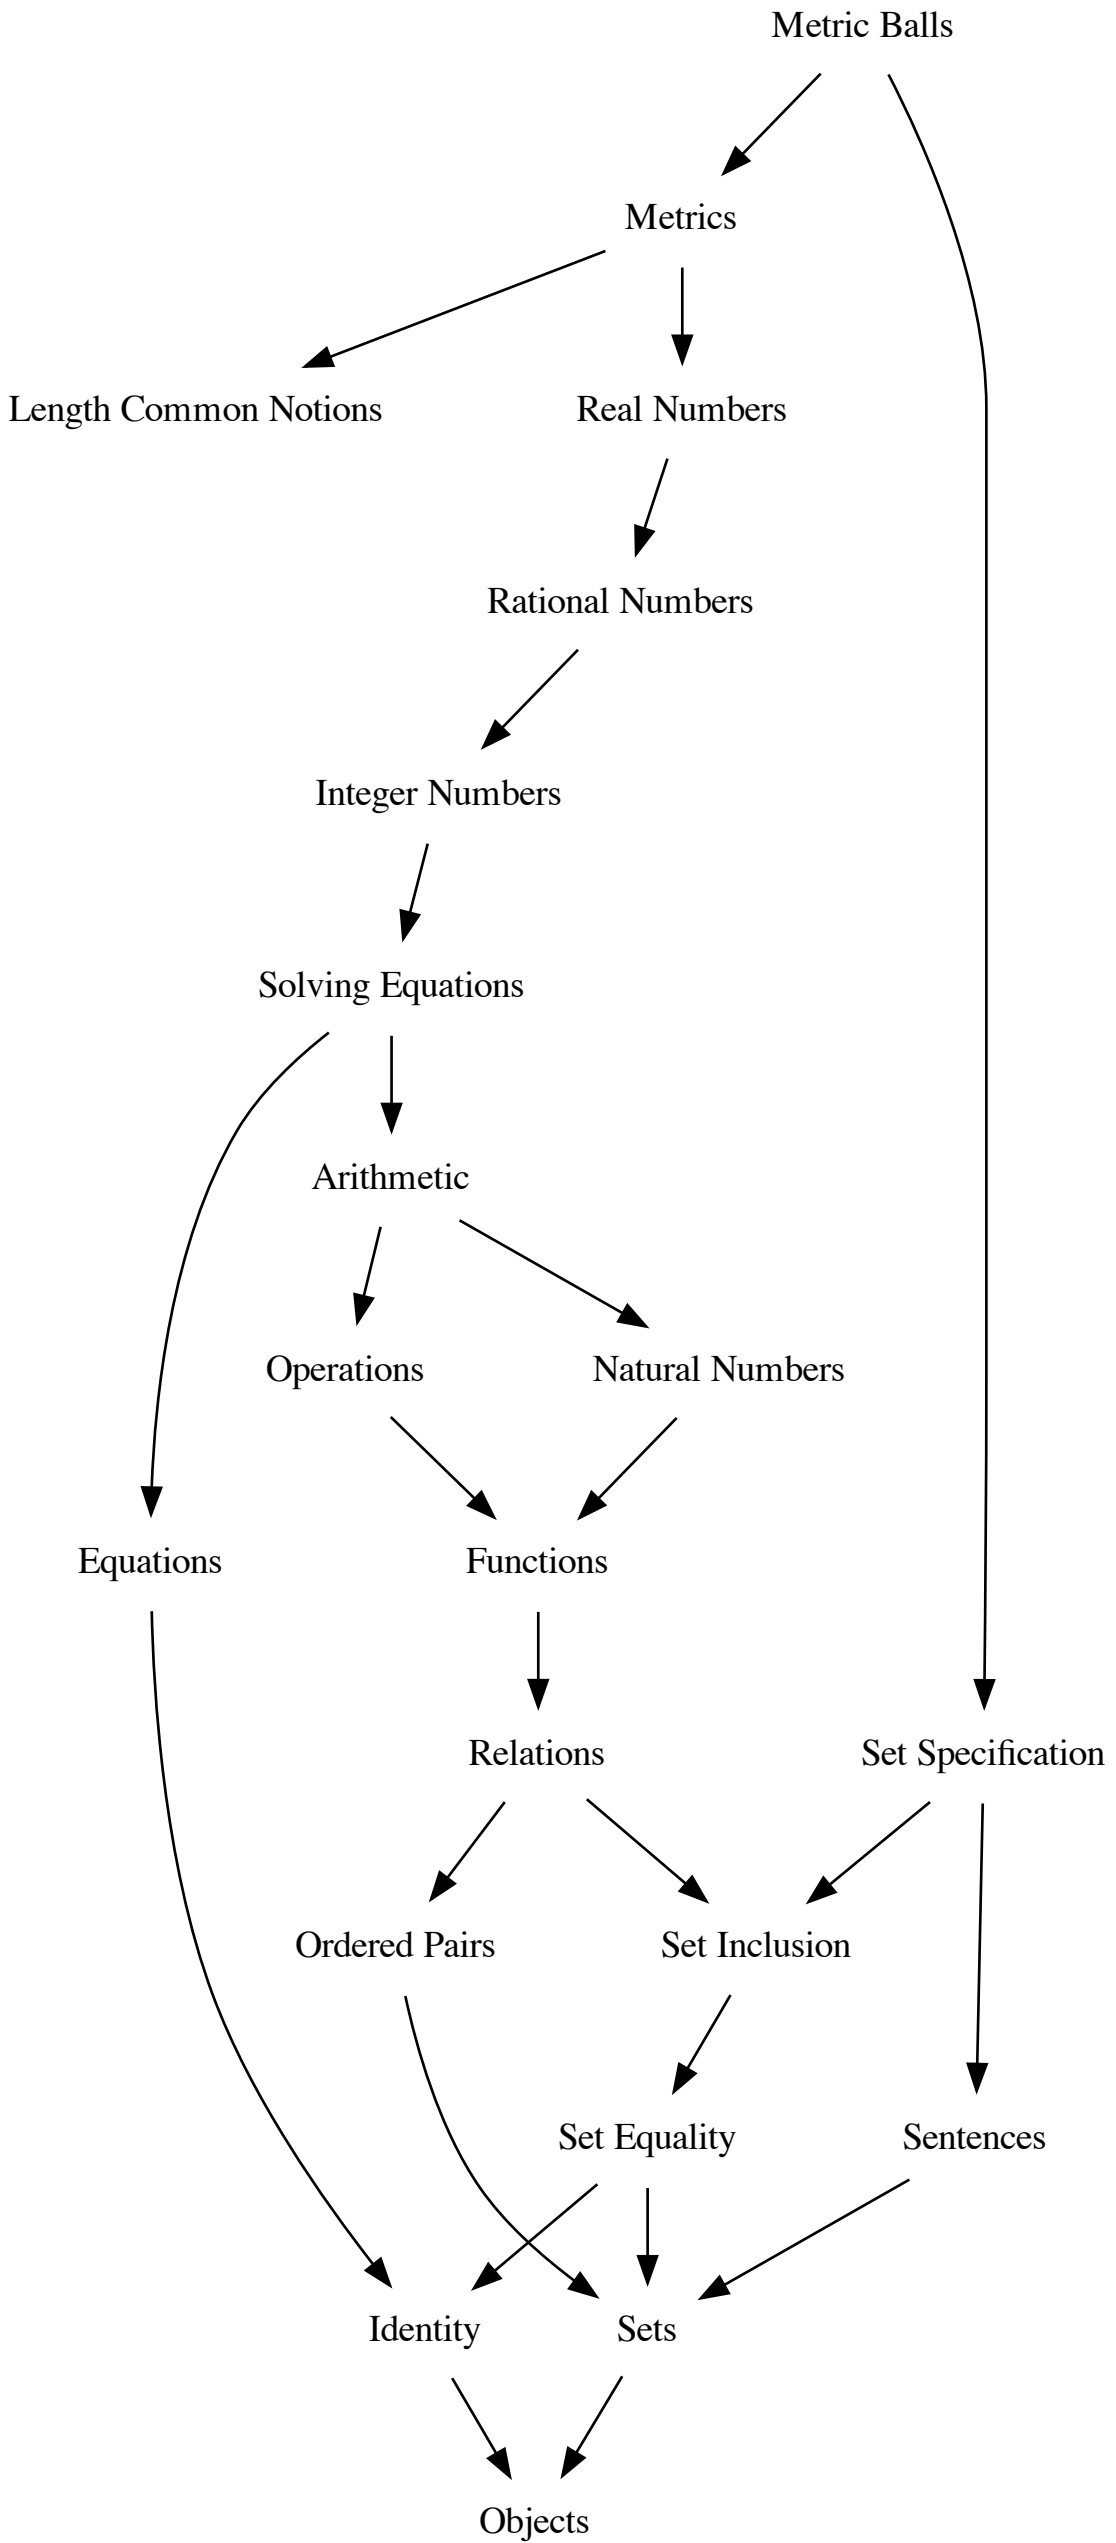 Metric Balls
Metrics
Length Common Notions
Real Numbers
Rational Numbers
Integer Numbers
Solving Equations
Arithmetic
Operations
Natural Numbers
Equations
Functions
Relations
Set Specification
Ordered Pairs
Set Inclusion
Set Equality
Sentences
Identity
Sets
Objects